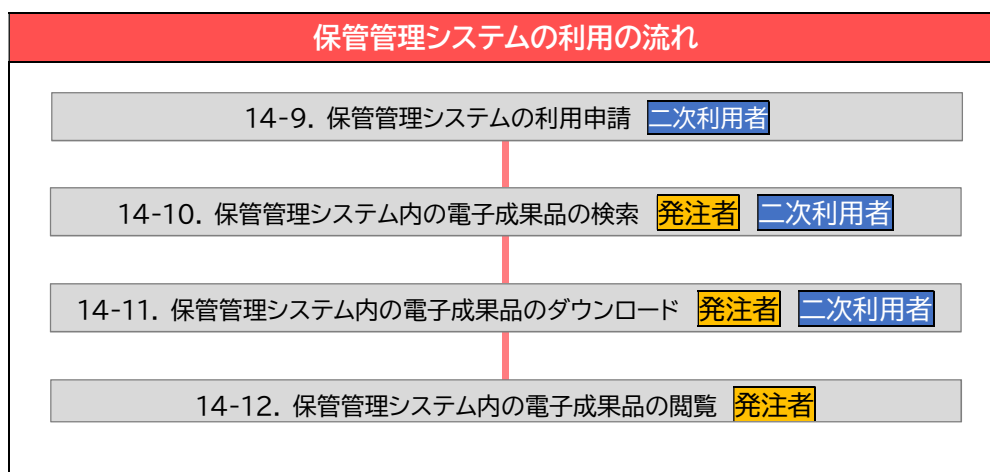 保管管理システムの利用の流れ
14-9. 保管管理システムの利用申請 二次利用者
14-10. 保管管理システム内の電子成果品の検索 発注者 二次利用者
14-11. 保管管理システム内の電子成果品のダウンロード 発注者 二次利用者
14-12. 保管管理システム内の電子成果品の閲覧 発注者